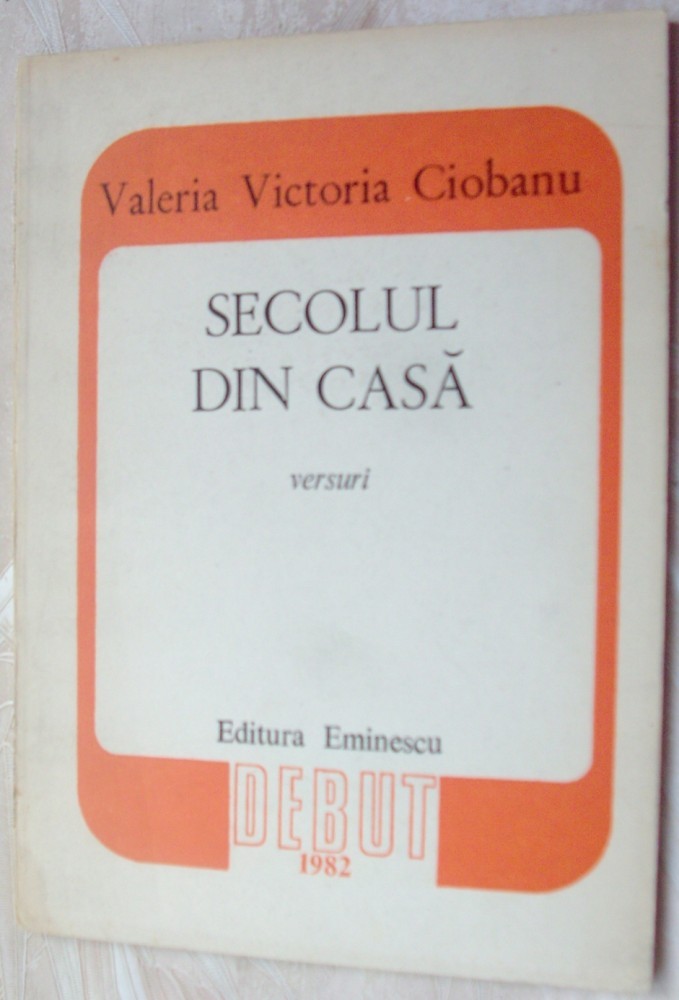 Valeria Victoria Ciobanu
SECOLUL
DIN CASĂ
versuri
Editura Eminescu
DEBUT
1982